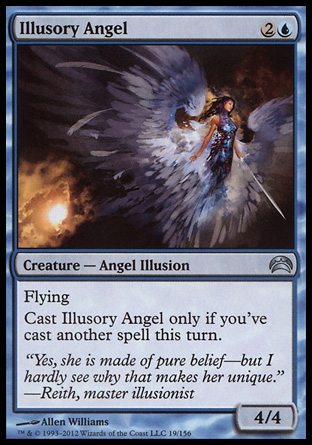 Illusory Angel 2
Creature — Angel Illusion
Flying
Cast Illusory Angel only if you’ve
cast another spell this turn.
“Yes, she is made of pure belief—but I
hardly see why that makes her unique.”
—Reith, master illusionist
Allen Williams
™ & © 1993–2012 Wizards of the Coast LLC 19/156
4/4